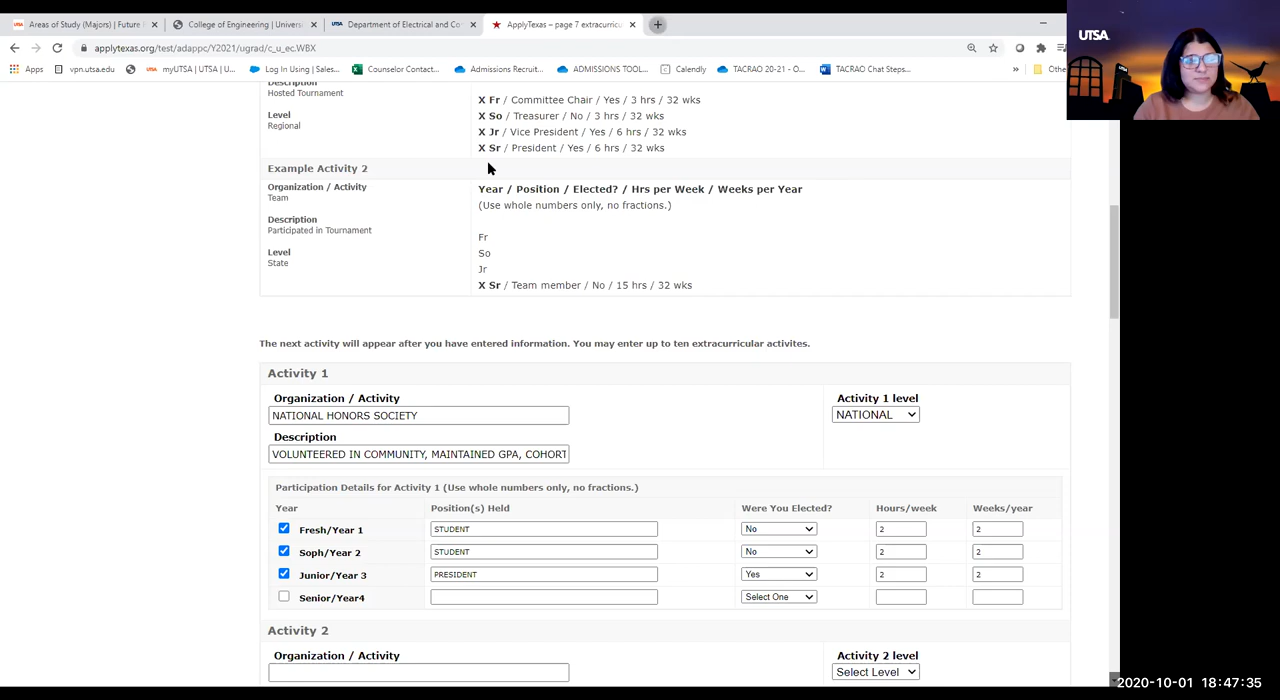 Areas of Study (Majors) | Future
College of Engineering | Univers
UTSA Department of Electrical and Co
ApplyTexas – page 7 extracurricu
applytexas.org/test/adappc/Y2021/ugrad/c_u_ec.WBX
Apps
vpn.utsa.edu
myUTSA | UTSA | U...
Log In Using | Sales...
Counselor Contact...
Admissions Recruit...
ADMISSIONS TOOL...
Calendly
TACRAO 20-21 - O...
TACRAO Chat Steps...
»
Othe
UTSA
Description
Hosted Tournament
Level
Regional
X Fr / Committee Chair / Yes / 3 hrs / 32 wks
X So / Treasurer / No / 3 hrs / 32 wks
X Jr / Vice President / Yes / 6 hrs / 32 wks
X Sr / President / Yes / 6 hrs / 32 wks
Example Activity 2
Organization / Activity
Team
Description
Participated in Tournament
Level
State
Year / Position / Elected? / Hrs per Week / Weeks per Year
(Use whole numbers only, no fractions.)
Fr
So
Jr
X Sr / Team member / No / 15 hrs / 32 wks
The next activity will appear after you have entered information. You may enter up to ten extracurricular activites.
Activity 1
Organization / Activity
NATIONAL HONORS SOCIETY
Activity 1 level
NATIONAL
Description
VOLUNTEERED IN COMMUNITY, MAINTAINED GPA, COHORT
Participation Details for Activity 1 (Use whole numbers only, no fractions.)
Year Position(s) Held Were You Elected? Hours/week Weeks/year
Fresh/Year 1 STUDENT No 2 2
Soph/Year 2 STUDENT No 2 2
Junior/Year 3 PRESIDENT Yes 2 2
Senior/Year4 Select One
Activity 2
Organization / Activity
Activity 2 level
Select Level
2020-10-01 18:47:35